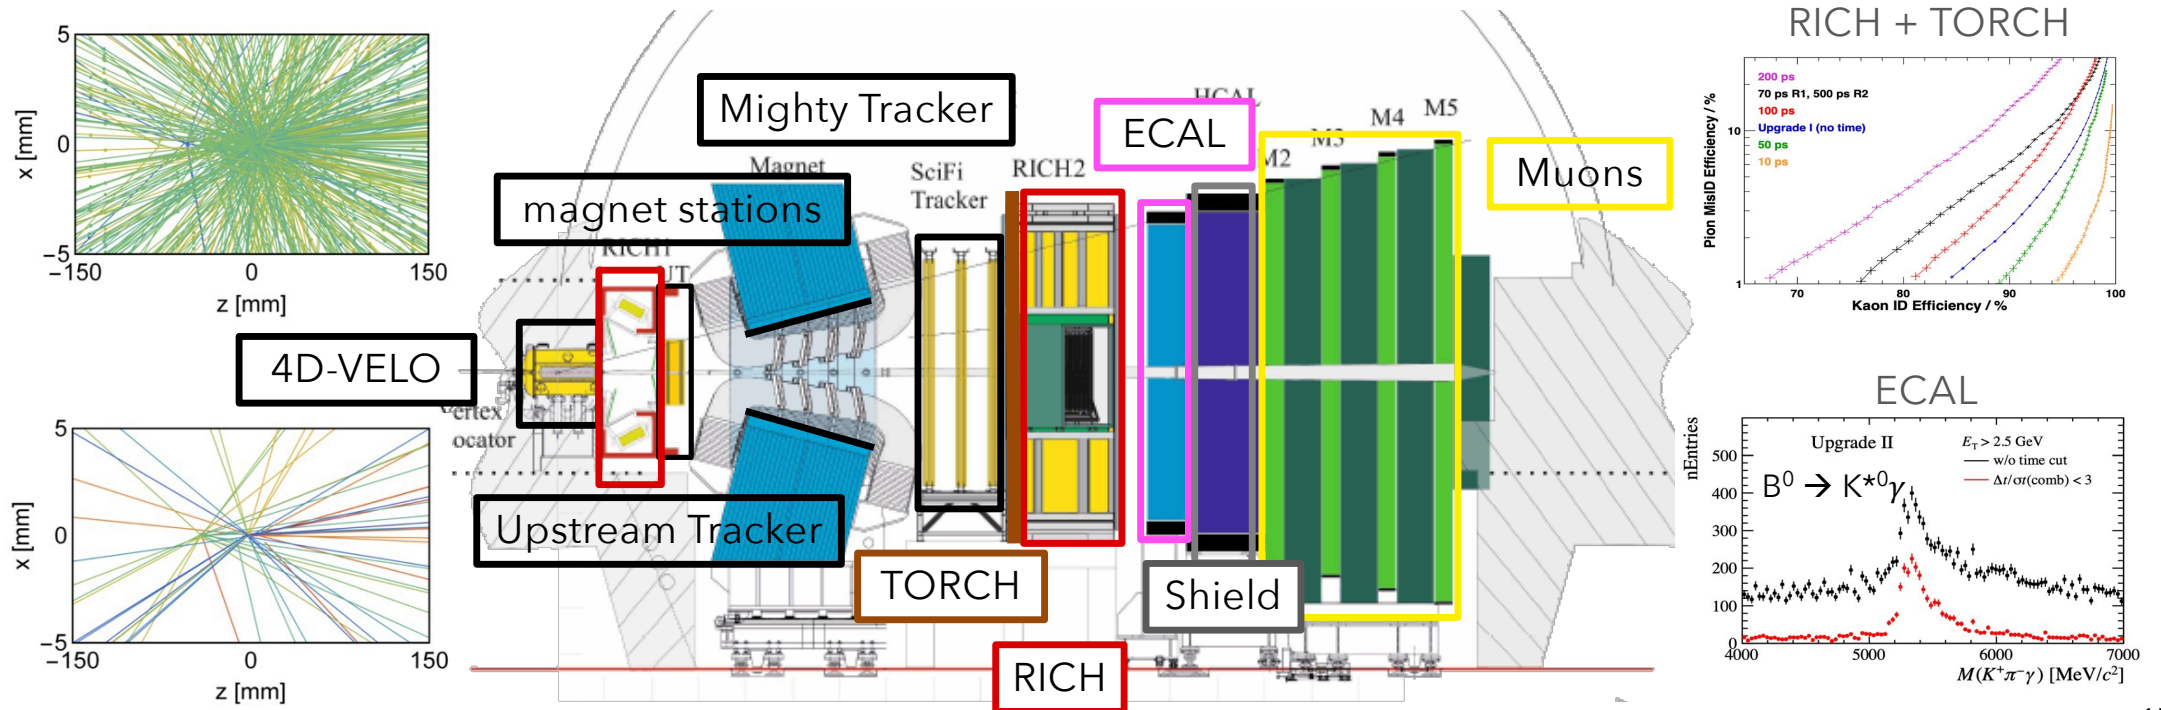 5
x [mm]
0
−5
−150
0
150
z [mm]
5
x [mm]
0
−5
−150
0
150
z [mm]
4D-VELO
ocator
Mighty Tracker
Magnet
magnet stations
RICH1
UT
SciFi
Tracker
RICH2
HCAL
ECAL
M2
M3
M4
M5
Muons
Upstream Tracker
TORCH
Shield
RICH
RICH + TORCH
200 ps
70 ps R1, 500 ps R2
100 ps
Upgrade I (no time)
50 ps
10 ps
Pion MisID Efficiency / %
10
1
70
80
90
100
Kaon ID Efficiency / %
ECAL
nEntries
500
400
300
200
100
0
Upgrade II
B⁰ → K*⁰γ
E_T > 2.5 GeV
w/o time cut
Δt/σt(comb) < 3
4000
5000
6000
7000
M(K⁺π⁻γ) [MeV/c²]